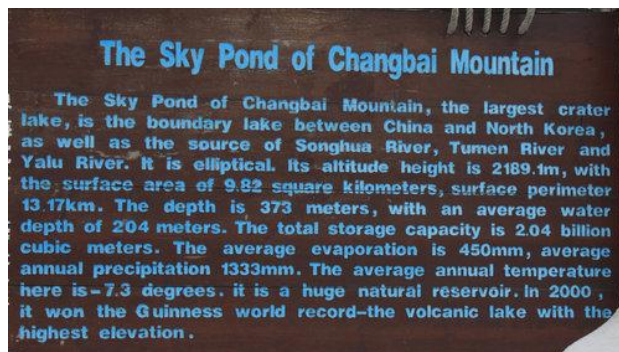 The Sky Pond of Changbai Mountain
The Sky Pond of Changbai Mountain, the largest crater
lake, is the boundary lake between China and North Korea,
as well as the source of Songhua River, Tumen River and
Yalu River. It is elliptical. Its altitude height is 2189.1m, with
the surface area of 9.82 square kilometers, surface perimeter
13.17km. The depth is 373 meters, with an average water
depth of 204 meters. The total storage capacity is 2.04 billion
cubic meters. The average evaporation is 450mm, average
annual precipitation 1333mm. The average annual temperature
here is-7.3 degrees. it is a huge natural reservoir. In 2000,
it won the Guinness world record—the volcanic lake with the
highest elevation.